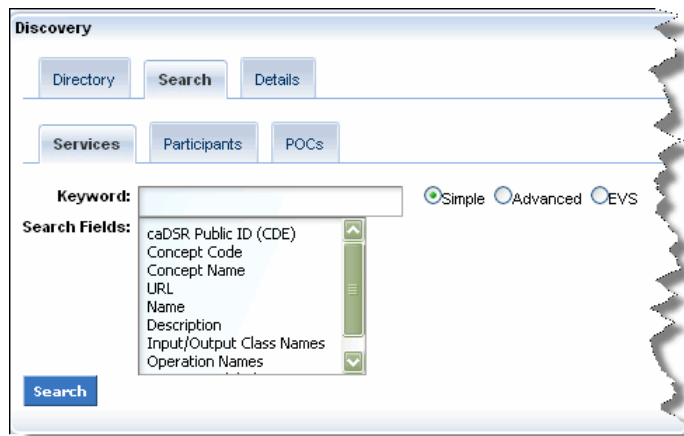 Discovery
Directory Search Details
Services Participants POCs
Keyword: Simple Advanced EVS
Search Fields: caDSR Public ID (CDE)
Concept Code
Concept Name
URL
Name
Description
Input/Output Class Names
Operation Names
Search